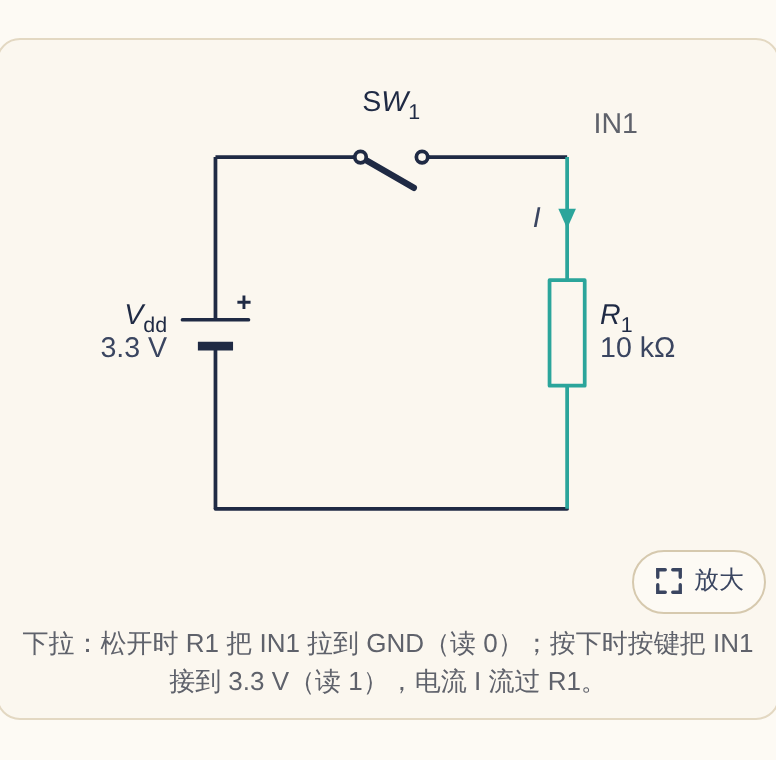 SW1
IN1
I
+
Vdd
3.3 V
R1
10 kΩ
放大
下拉：松开时 R1 把 IN1 拉到 GND（读 0）；按下时按键把 IN1
接到 3.3 V（读 1），电流 I 流过 R1。